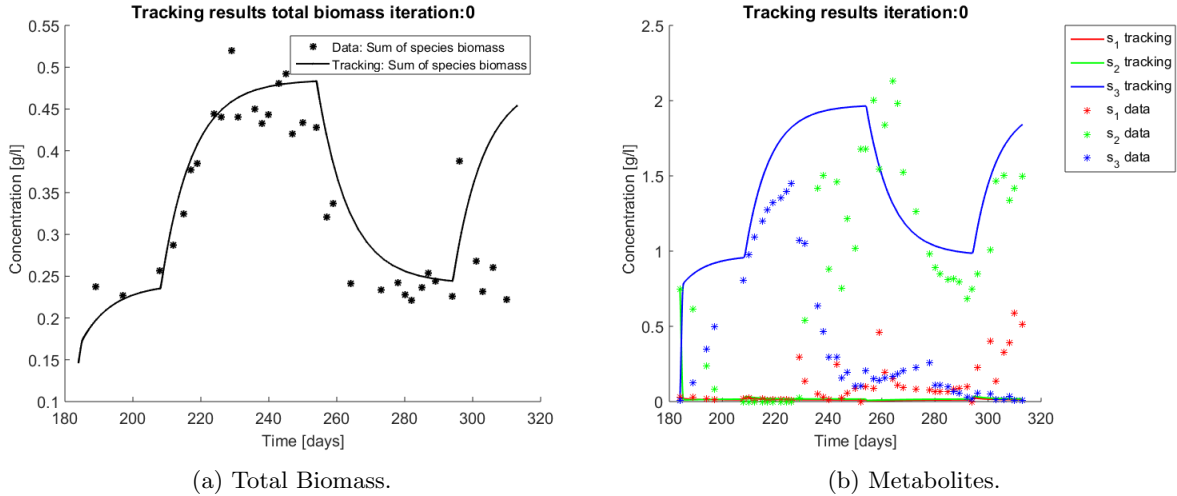 Tracking results total biomass iteration:0
0.55
0.5
0.45
0.4
0.35
0.3
0.25
0.2
0.15
0.1
Concentration [g/l]
180 200 220 240 260 280 300 320
Time [days]
Data: Sum of species biomass
Tracking: Sum of species biomass
(a) Total Biomass.
Tracking results iteration:0
2.5
2
1.5
1
0.5
0
Concentration [g/l]
180 200 220 240 260 280 300 320
Time [days]
s1 tracking
s2 tracking
s3 tracking
s1 data
s2 data
s3 data
(b) Metabolites.